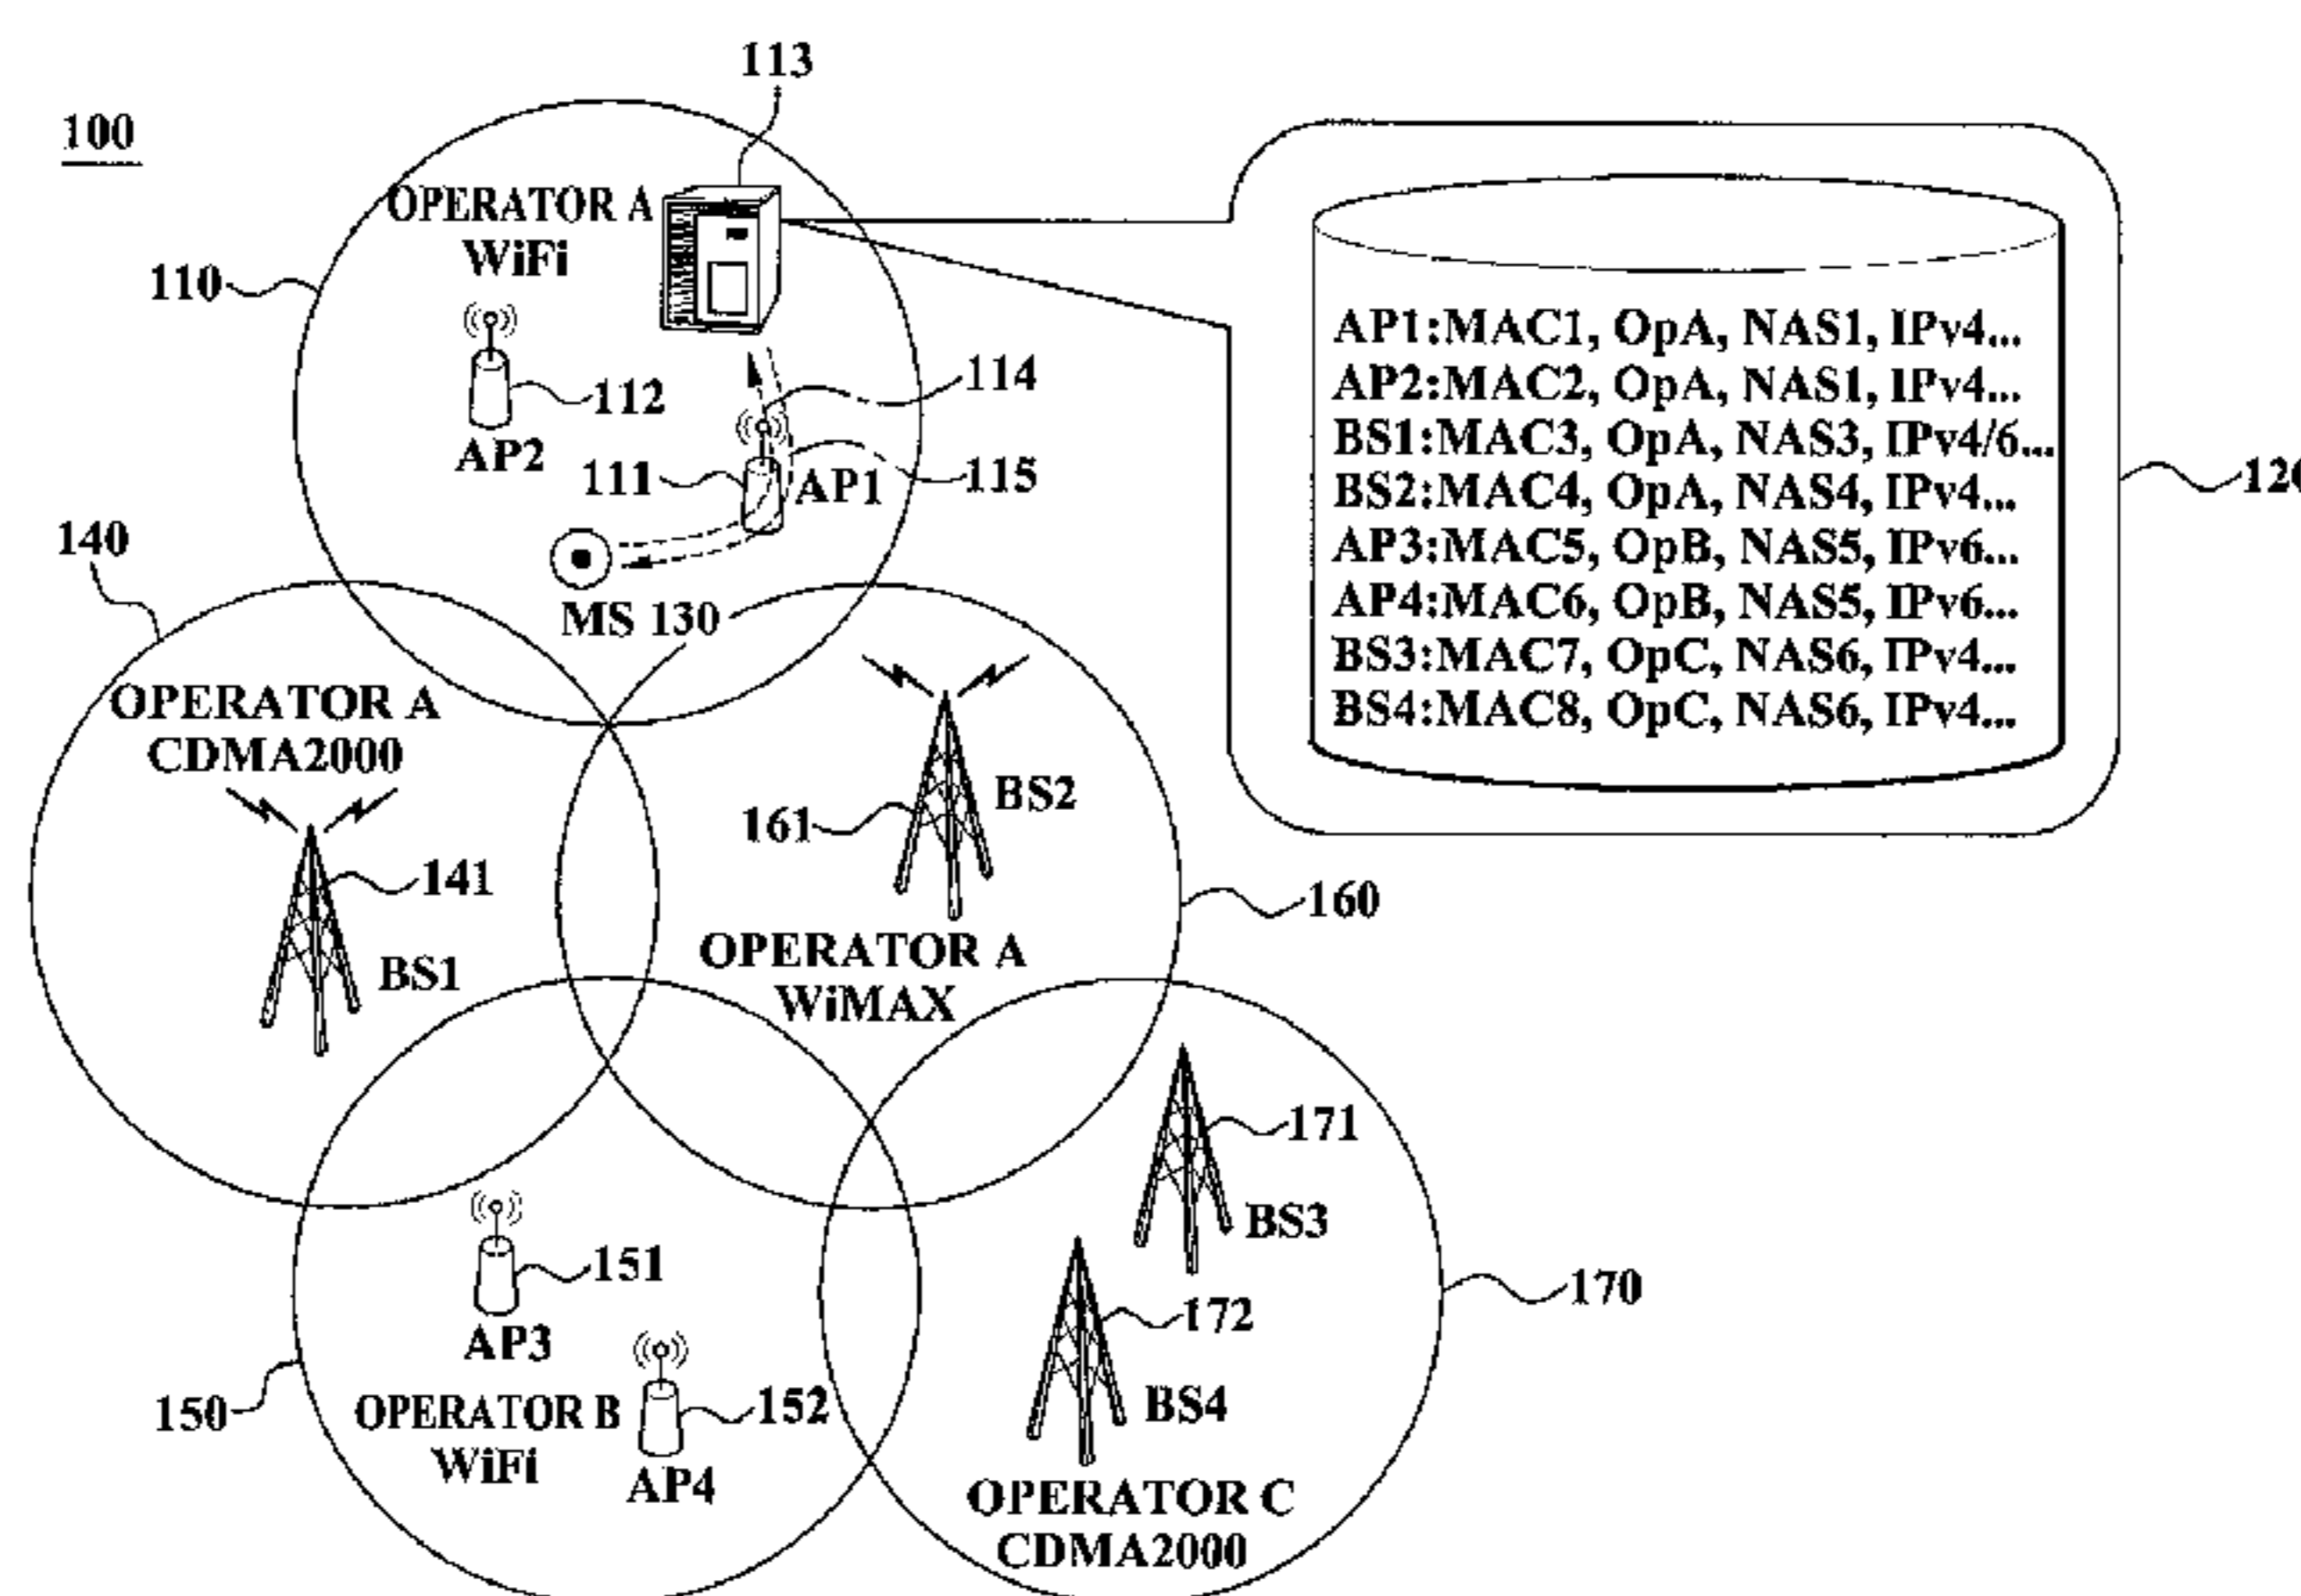 113
100
OPERATOR A
WiFi
110
112
AP2
114
111
AP1
115
MS 130
AP1:MAC1, OpA, NAS1, IPv4...
AP2:MAC2, OpA, NAS1, IPv4...
BS1:MAC3, OpA, NAS3, IPv4/6...
BS2:MAC4, OpA, NAS4, IPv4...
AP3:MAC5, OpB, NAS5, IPv6...
AP4:MAC6, OpB, NAS5, IPv6...
BS3:MAC7, OpC, NAS6, IPv4...
BS4:MAC8, OpC, NAS6, IPv4...
140
OPERATOR A
CDMA2000
141
BS1
161
BS2
160
OPERATOR A
WiMAX
171
BS3
172
BS4
170
OPERATOR C
CDMA2000
151
AP3
150
OPERATOR B
WiFi
152
AP4